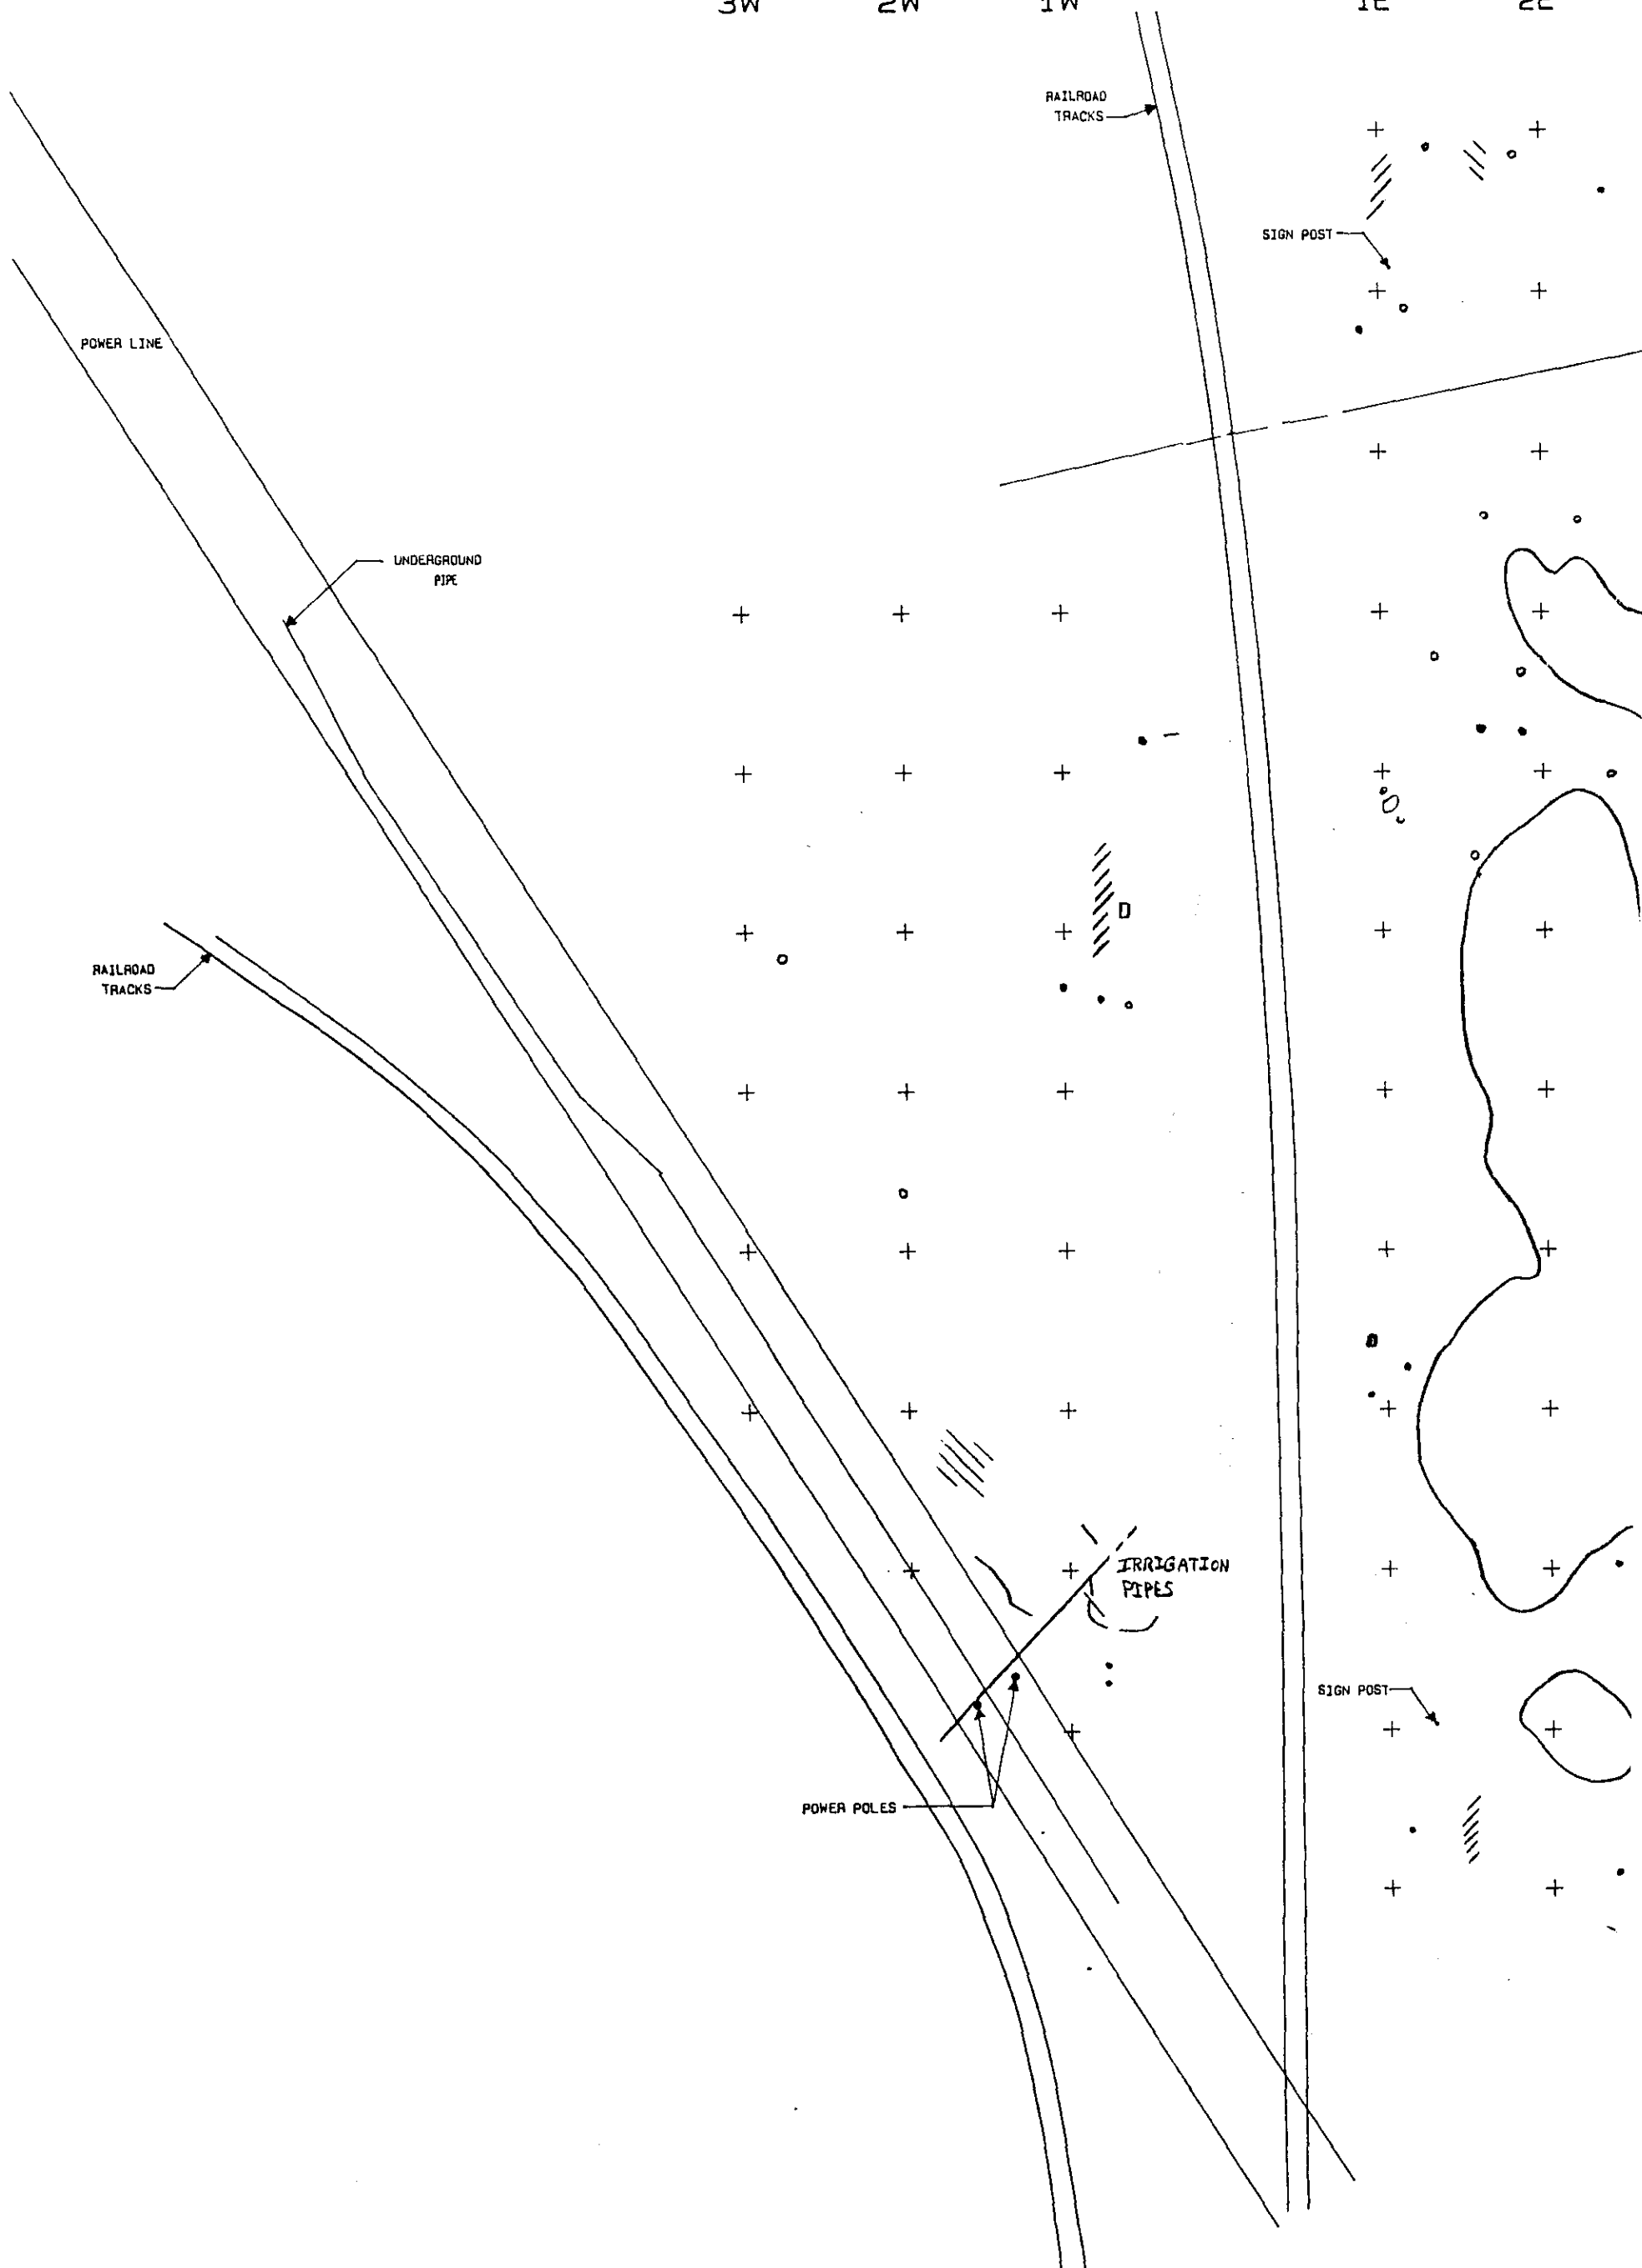 3W 2W 1W 1E 2E
RAILROAD
TRACKS
SIGN POST
POWER LINE
UNDERGROUND
PIPE
RAILROAD
TRACKS
IRRIGATION
PIPES
SIGN POST
POWER POLES